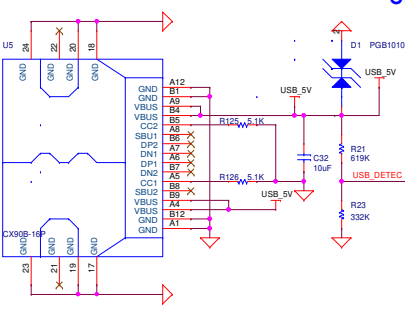 U5
24
22
20
18
GND
GND
GND
GND
GND
A12
GND
B1
VBUS
A9
VBUS
B4
CC2
B5
SBU1
A8
DP2
B6
DN1
A7
DP1
A6
DN2
B7
CC1
A5
SBU2
B8
VBUS
B9
VBUS
A4
GND
B12
GND
A1
CX90B-16P
GND
GND
GND
GND
23
21
19
17
R125 5.1K
R126 5.1K
USB_5V
USB_5V
USB_5V
D1 PGB1010
2
C32
10uF
R21
619K
USB_DETEC
R23
332K